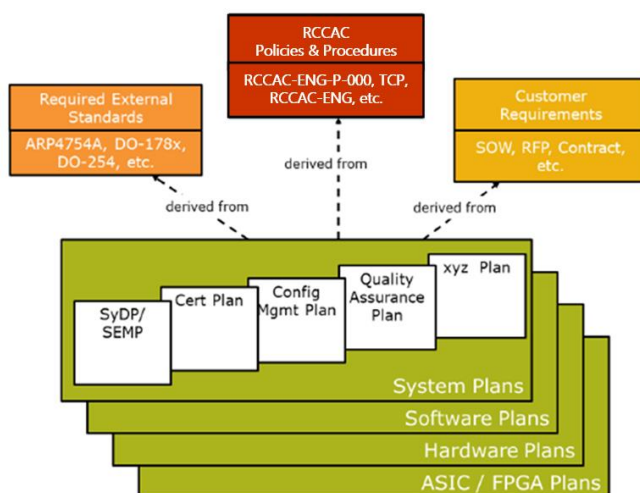 RCCAC
Policies & Procedures
RCCAC-ENG-P-000, TCP,
RCCAC-ENG, etc.
Required External
Standards
ARP4754A, DO-178x,
DO-254, etc.
Customer
Requirements
SOW, RFP, Contract,
etc.
derived from
derived from
derived from
SyDP/
SEMP
Cert Plan
Config
Mgmt Plan
Quality
Assurance
Plan
xyz Plan
System Plans
Software Plans
Hardware Plans
ASIC / FPGA Plans